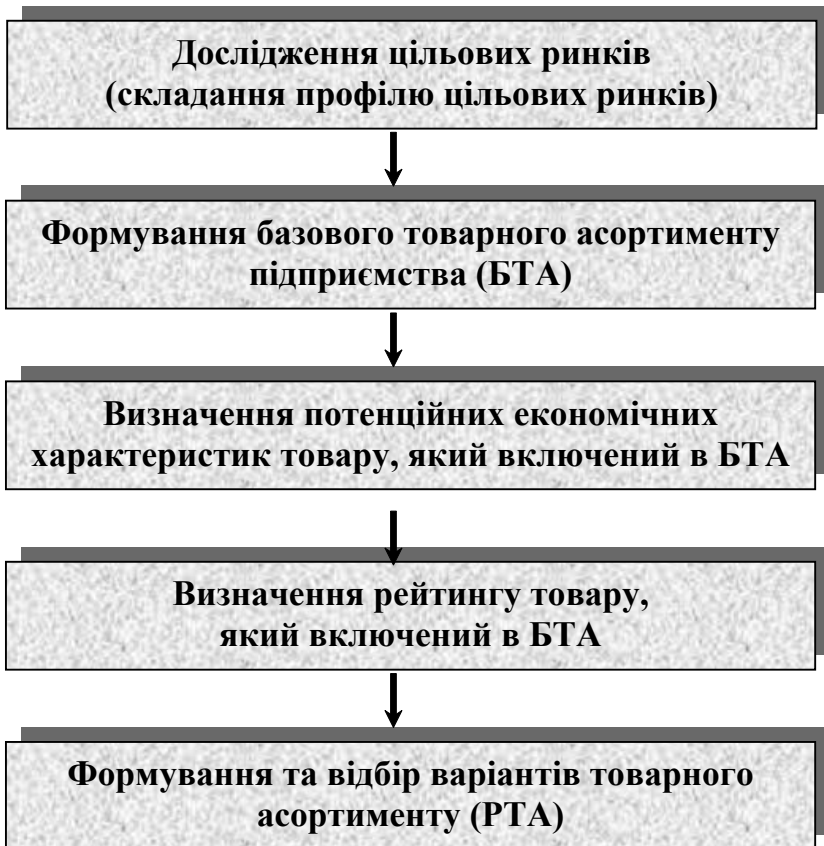 Дослідження цільових ринків
(складання профілю цільових ринків)
Формування базового товарного асортименту
підприємства (БТА)
Визначення потенційних економічних
характеристик товару, який включений в БТА
Визначення рейтингу товару,
який включений в БТА
Формування та відбір варіантів товарного
асортименту (РТА)